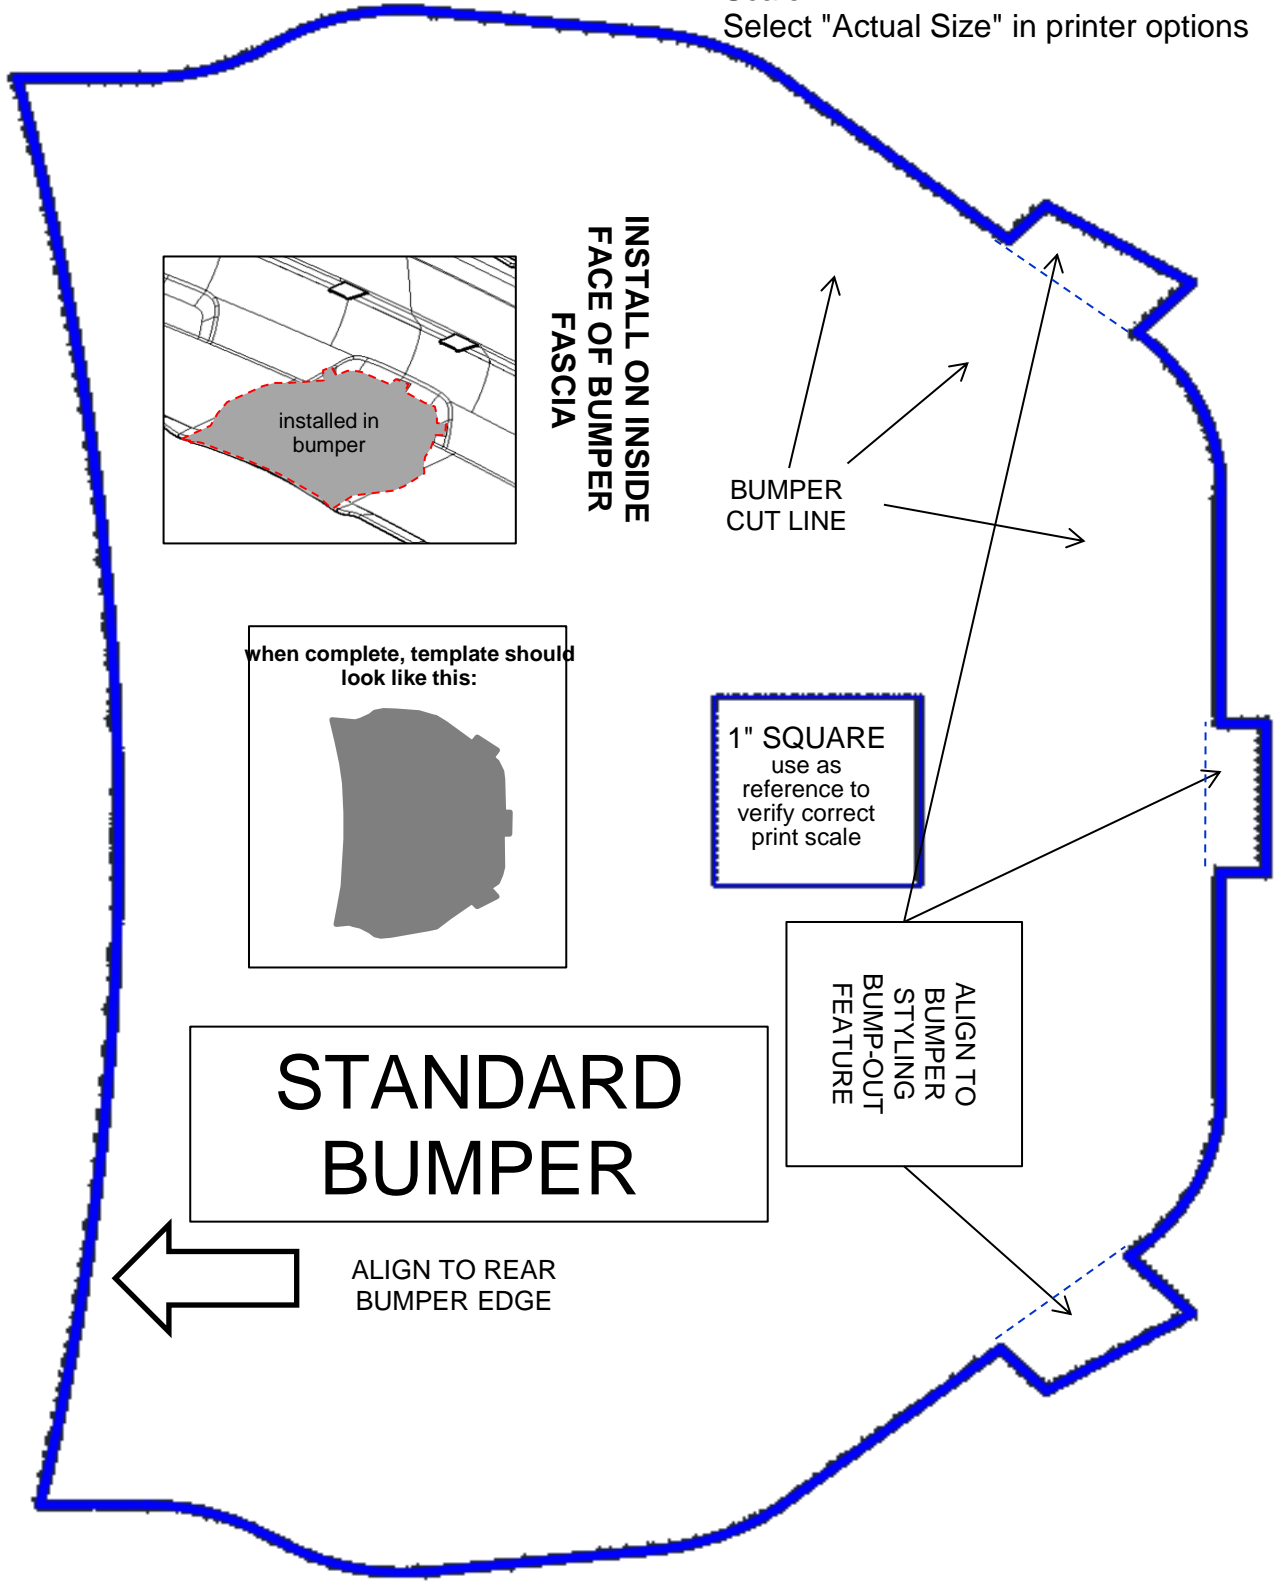 Select "Actual Size" in printer options
INSTALL ON INSIDE
FACE OF BUMPER
FASCIA
installed in
bumper
BUMPER
CUT LINE
when complete, template should
look like this:
1" SQUARE
use as
reference to
verify correct
print scale
ALIGN TO
BUMPER
STYLING
BUMP-OUT
FEATURE
STANDARD
BUMPER
ALIGN TO REAR
BUMPER EDGE